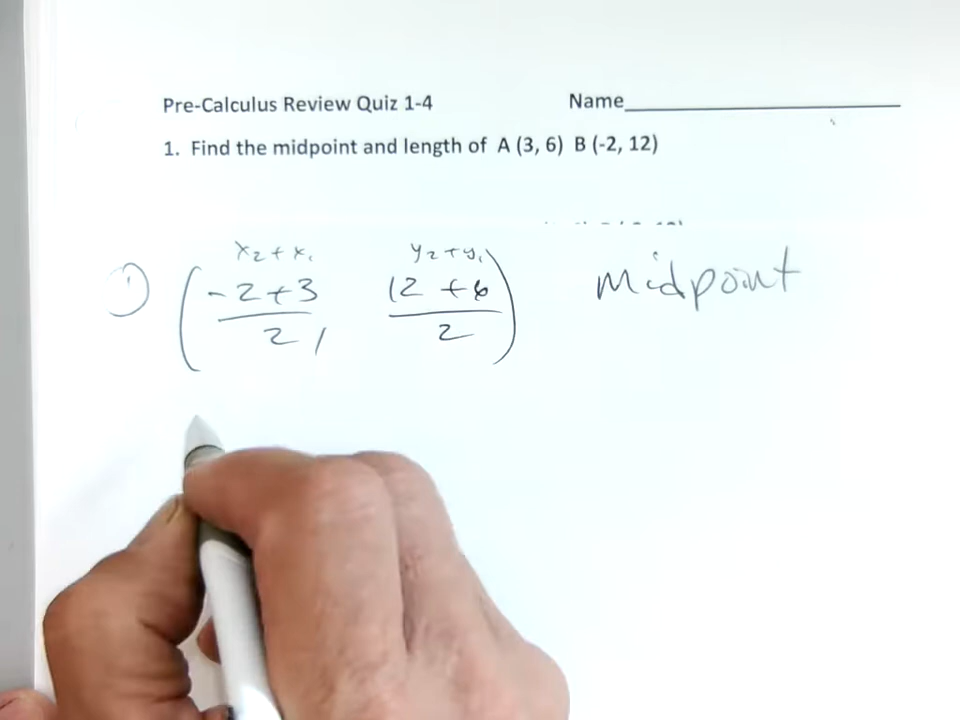 Pre-Calculus Review Quiz 1-4 Name
1. Find the midpoint and length of A (3, 6) B (-2, 12)
x₂ + x₁ y₂ + y₁
1) ( -2+3 / 2 , 12 + 6 / 2 ) midpoint